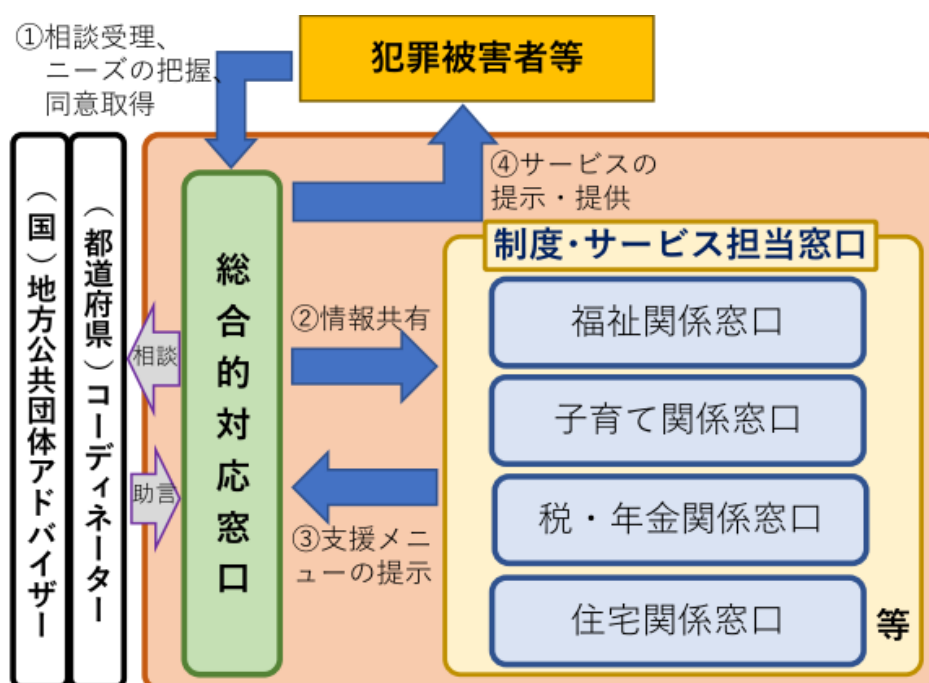 ①相談受理、
ニーズの把握、
同意取得
犯罪被害者等
④サービスの
提示・提供
（国）地方公共団体アドバイザー
（都道府県）コーディネーター
相談
助言
総合的対応窓口
②情報共有
③支援メニ
ューの提示
制度・サービス担当窓口
福祉関係窓口
子育て関係窓口
税・年金関係窓口
住宅関係窓口
等